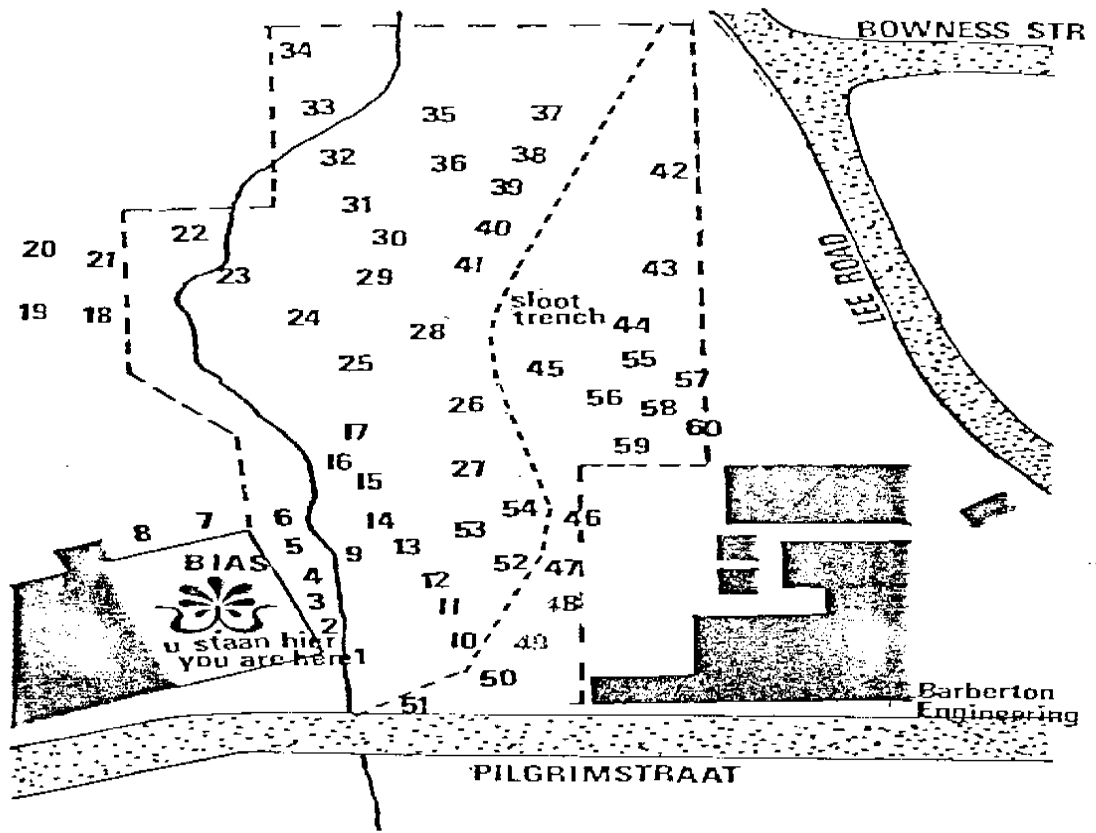 BOWNESS STR
34
33 35 37
32 36 38 42
39
31
22 30 40
20 21 41 43
23 29
19 18 24 sloot
trench 44
28
25 45 55
57
26 56 58
17 60
16 27 59
15
54 46
8 7 6 14 53
5 9 13
BIAS 52 47
4 12
3 11 48
2
u staan hier 10 49
you are here 1
50
51
LEE ROAD
Barberton
Engineering
PILGRIMSTRAAT